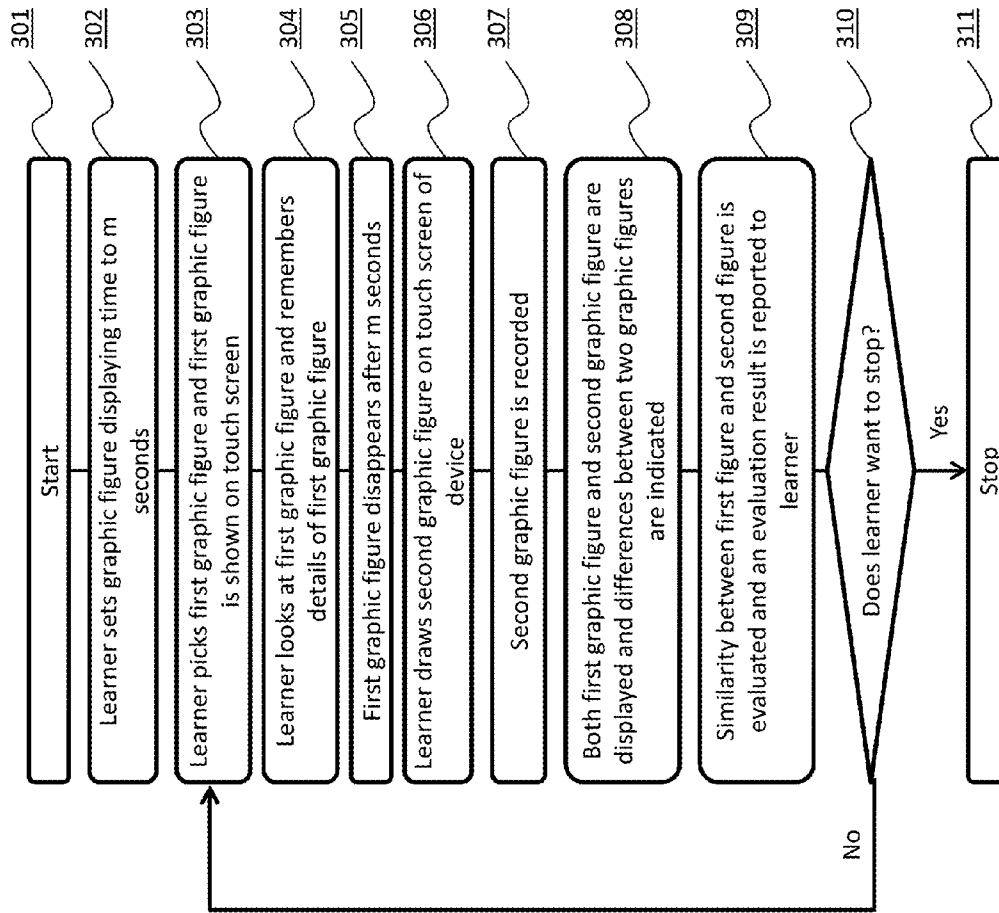 Start
301
Learner sets graphic figure displaying time to m
seconds
302
Learner picks first graphic figure and first graphic figure
is shown on touch screen
303
Learner looks at first graphic figure and remembers
details of first graphic figure
304
First graphic figure disappears after m seconds
305
Learner draws second graphic figure on touch screen of
device
306
Second graphic figure is recorded
307
Both first graphic figure and second graphic figure are
displayed and differences between two graphic figures
are indicated
308
Similarity between first figure and second figure is
evaluated and an evaluation result is reported to
learner
309
Does learner want to stop?
310
No
Yes
Stop
311